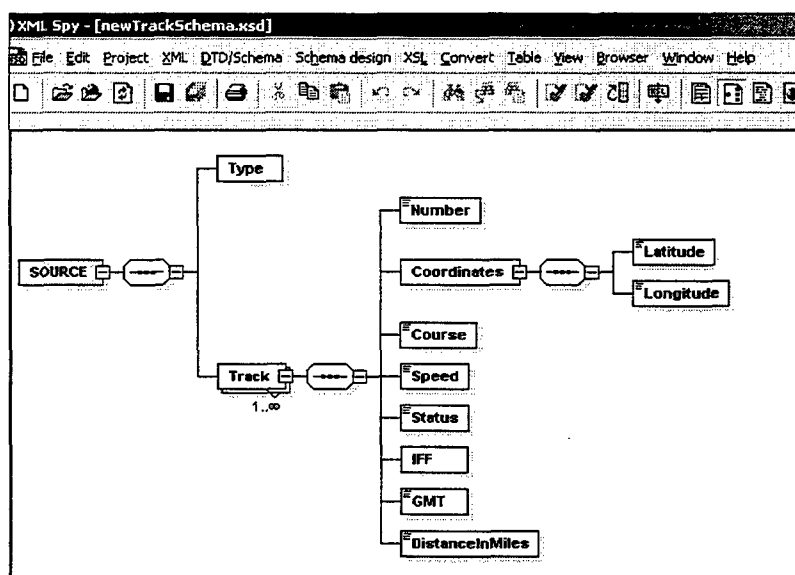 XML Spy - [newTrackSchema.xsd]
File Edit Project XML DTD/Schema Schema design XSL Convert Table View Browser Window Help
Type
Number
SOURCE
Coordinates
Latitude
Longitude
Course
Track
1..∞
Speed
Status
IFF
GMT
DistanceInMiles